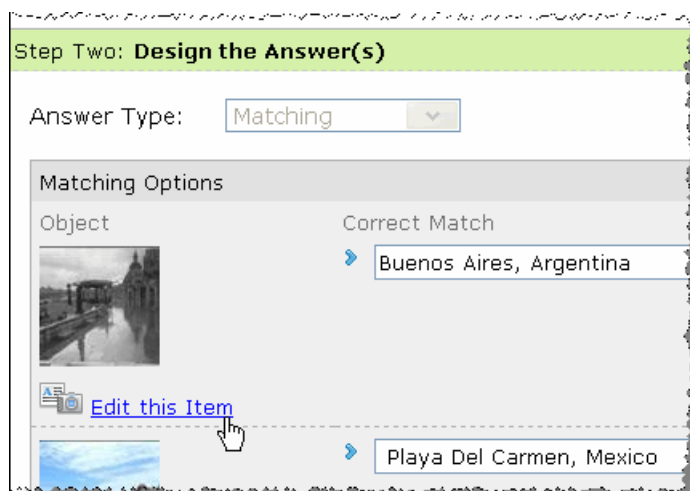 Step Two: Design the Answer(s)
Answer Type: Matching
Matching Options
Object Correct Match
Buenos Aires, Argentina
Edit this Item
Playa Del Carmen, Mexico